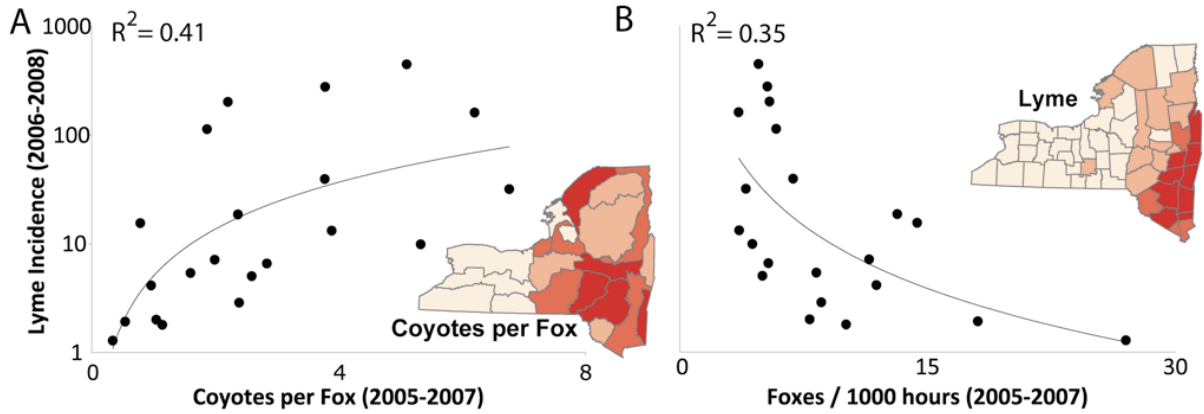 A
R² = 0.41
Lyme Incidence (2006-2008)
1000
100
10
1
0
4
8
Coyotes per Fox (2005-2007)
Coyotes per Fox
B
R² = 0.35
Lyme
0
15
30
Foxes / 1000 hours (2005-2007)